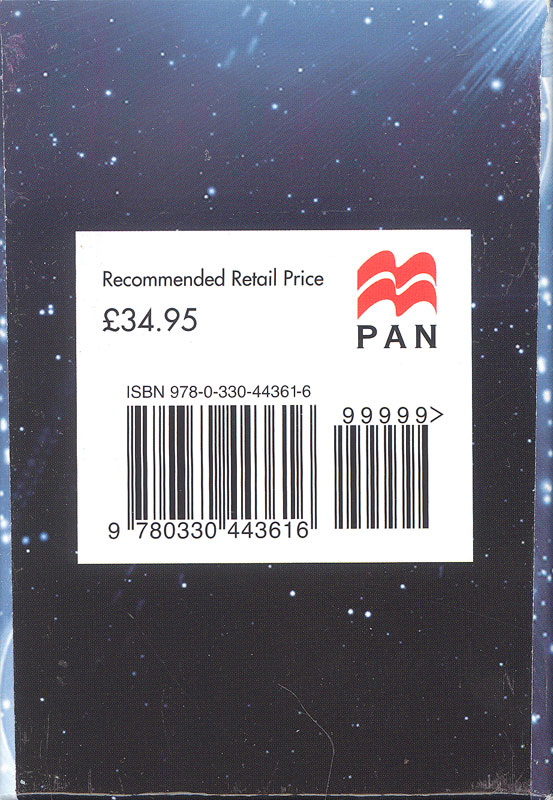 Recommended Retail Price
£34.95
PAN
ISBN 978-0-330-44361-6
99999>
9 780330 443616